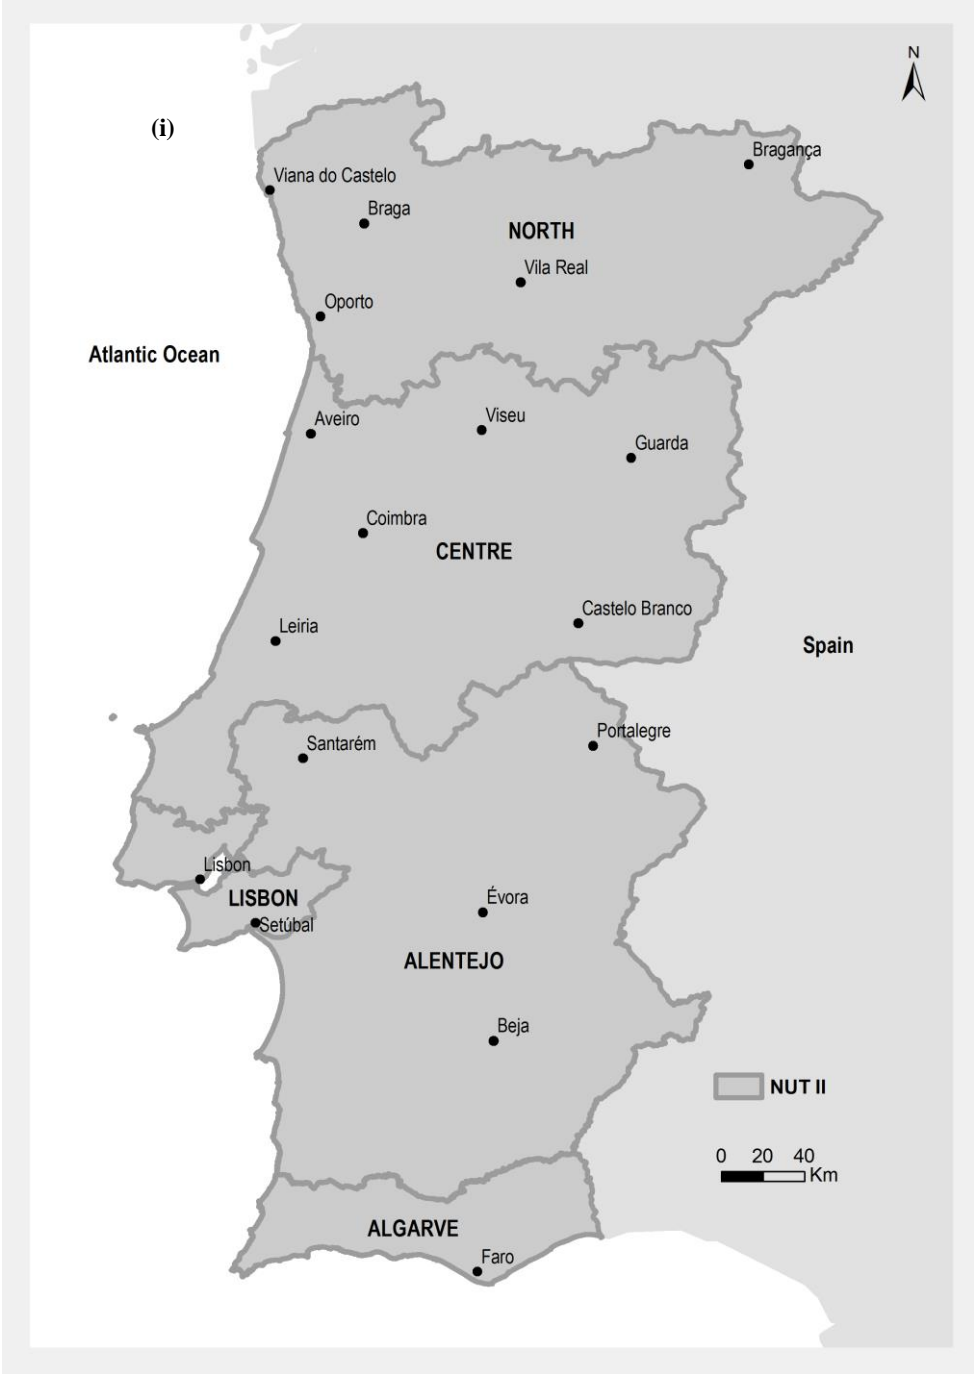 N
(i)
Bragança
Viana do Castelo
Braga
NORTH
Vila Real
Oporto
Atlantic Ocean
Aveiro
Viseu
Guarda
Coimbra
CENTRE
Castelo Branco
Leiria
Spain
Portalegre
Santarém
Lisbon
LISBON
Évora
Setúbal
ALENTEJO
Beja
NUT II
0 20 40
Km
ALGARVE
Faro